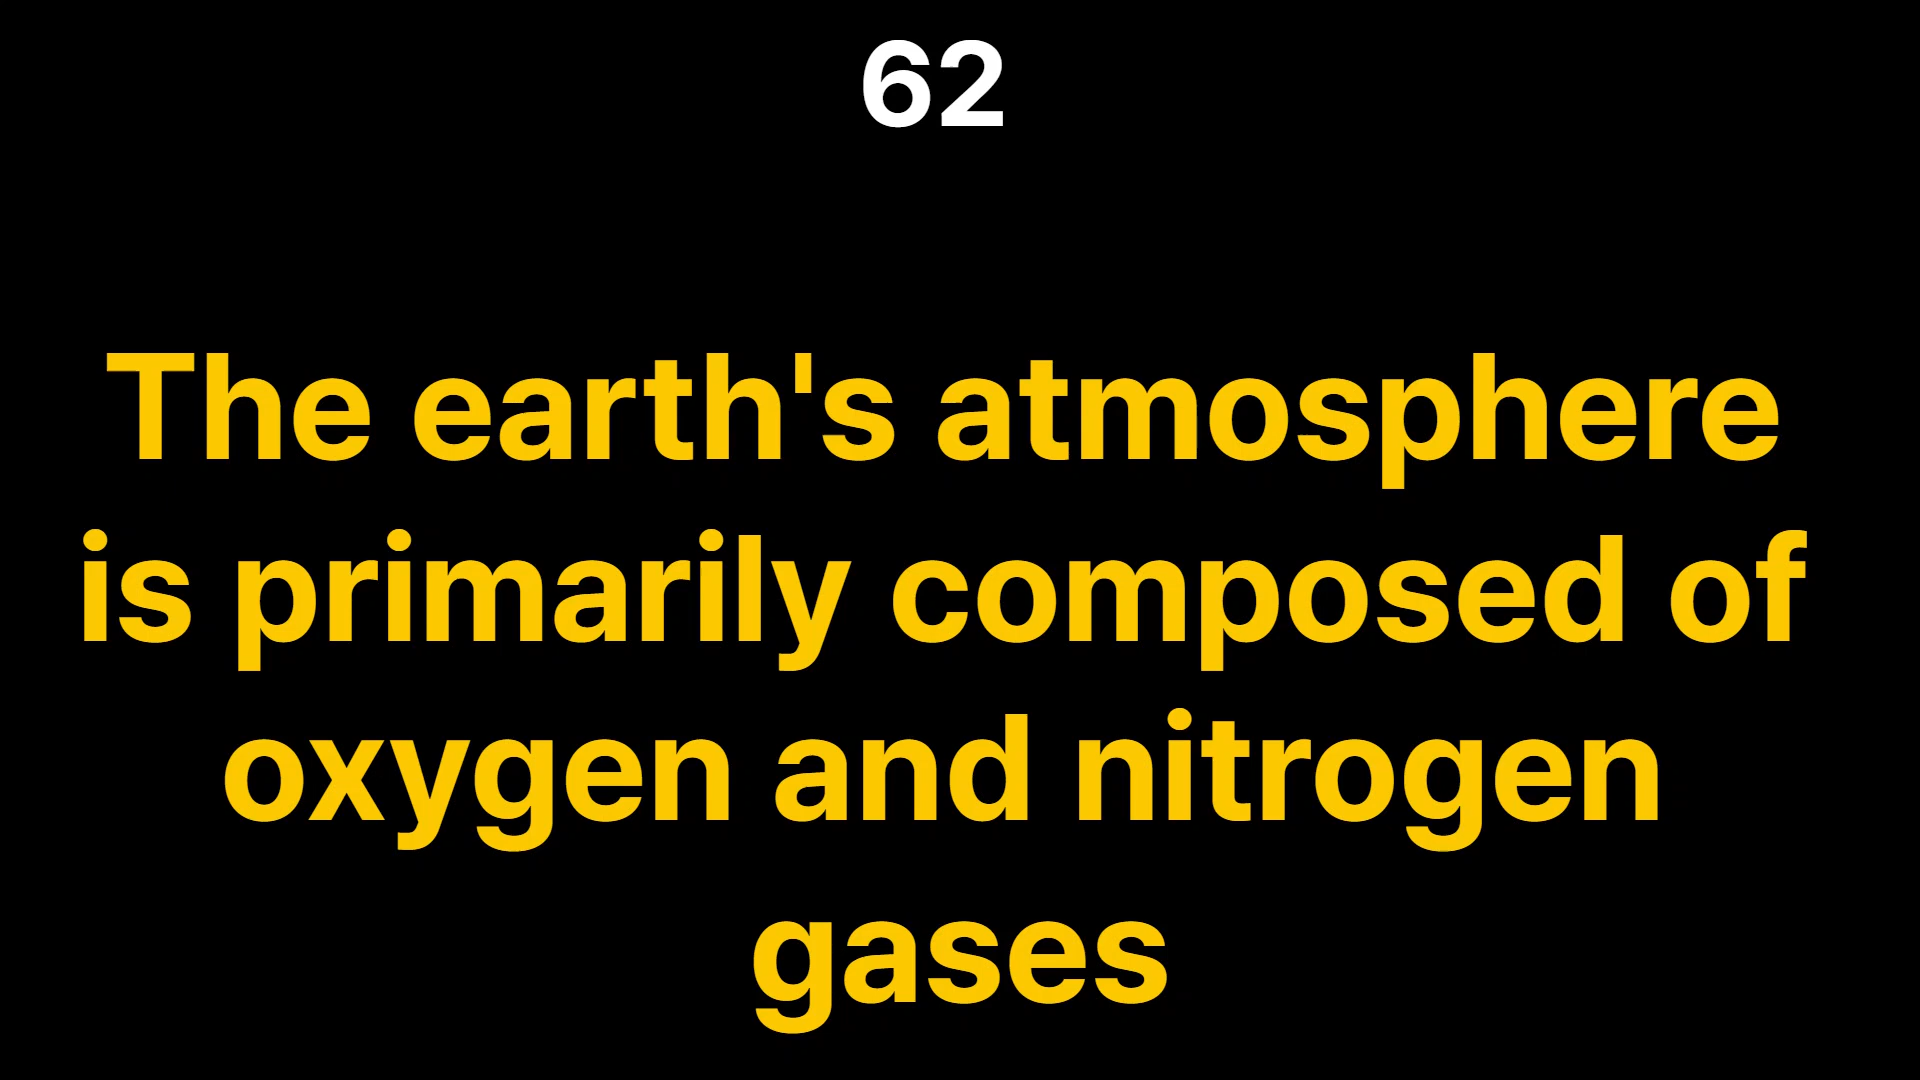 62
The earth's atmosphere
is primarily composed of
oxygen and nitrogen
gases